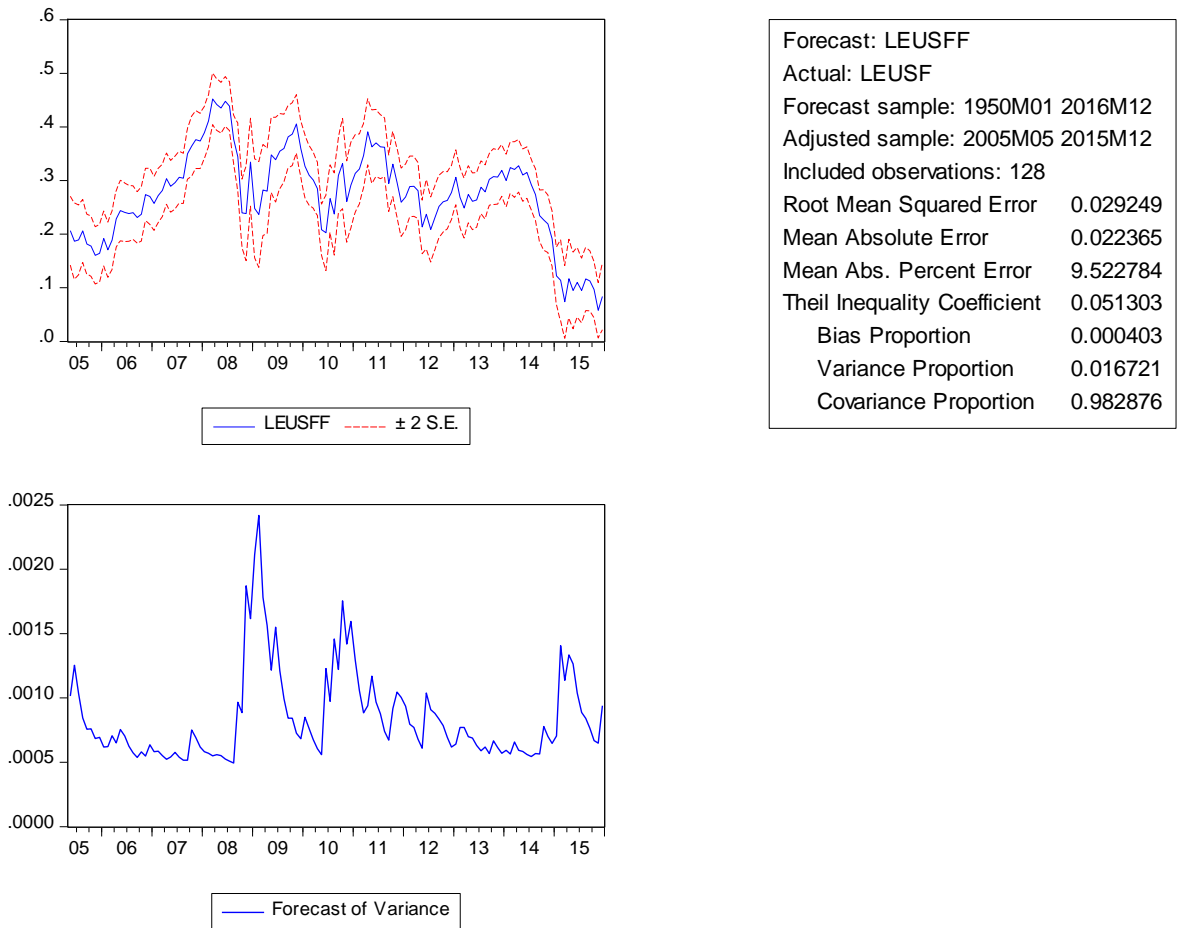 .6
.5
.4
.3
.2
.1
.0
05 06 07 08 09 10 11 12 13 14 15
LEUSFF ± 2 S.E.
Forecast: LEUSFF
Actual: LEUSF
Forecast sample: 1950M01 2016M12
Adjusted sample: 2005M05 2015M12
Included observations: 128
Root Mean Squared Error 0.029249
Mean Absolute Error 0.022365
Mean Abs. Percent Error 9.522784
Theil Inequality Coefficient 0.051303
Bias Proportion 0.000403
Variance Proportion 0.016721
Covariance Proportion 0.982876
.0025
.0020
.0015
.0010
.0005
.0000
05 06 07 08 09 10 11 12 13 14 15
Forecast of Variance